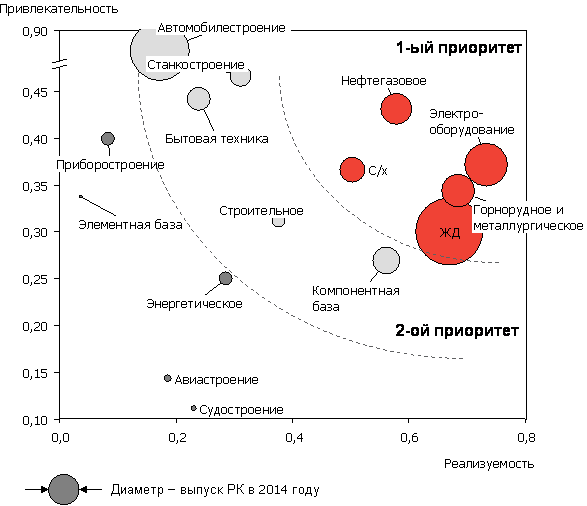 Привлекательность
0,90
Автомобилестроение
1-ый приоритет
Станкостроение
Нефтегазовое
0,45
Электро-
оборудование
Бытовая техника
0,40
Приборостроение
С/х
0,35
Элементная база
Строительное
Горнорудное и
металлургическое
0,30
ЖД
Энергетическое
Компонентная
база
0,25
0,20
2-ой приоритет
0,15
Авиастроение
Судостроение
0,10
0,0
0,2
0,4
0,6
0,8
Реализуемость
Диаметр – выпуск РК в 2014 году